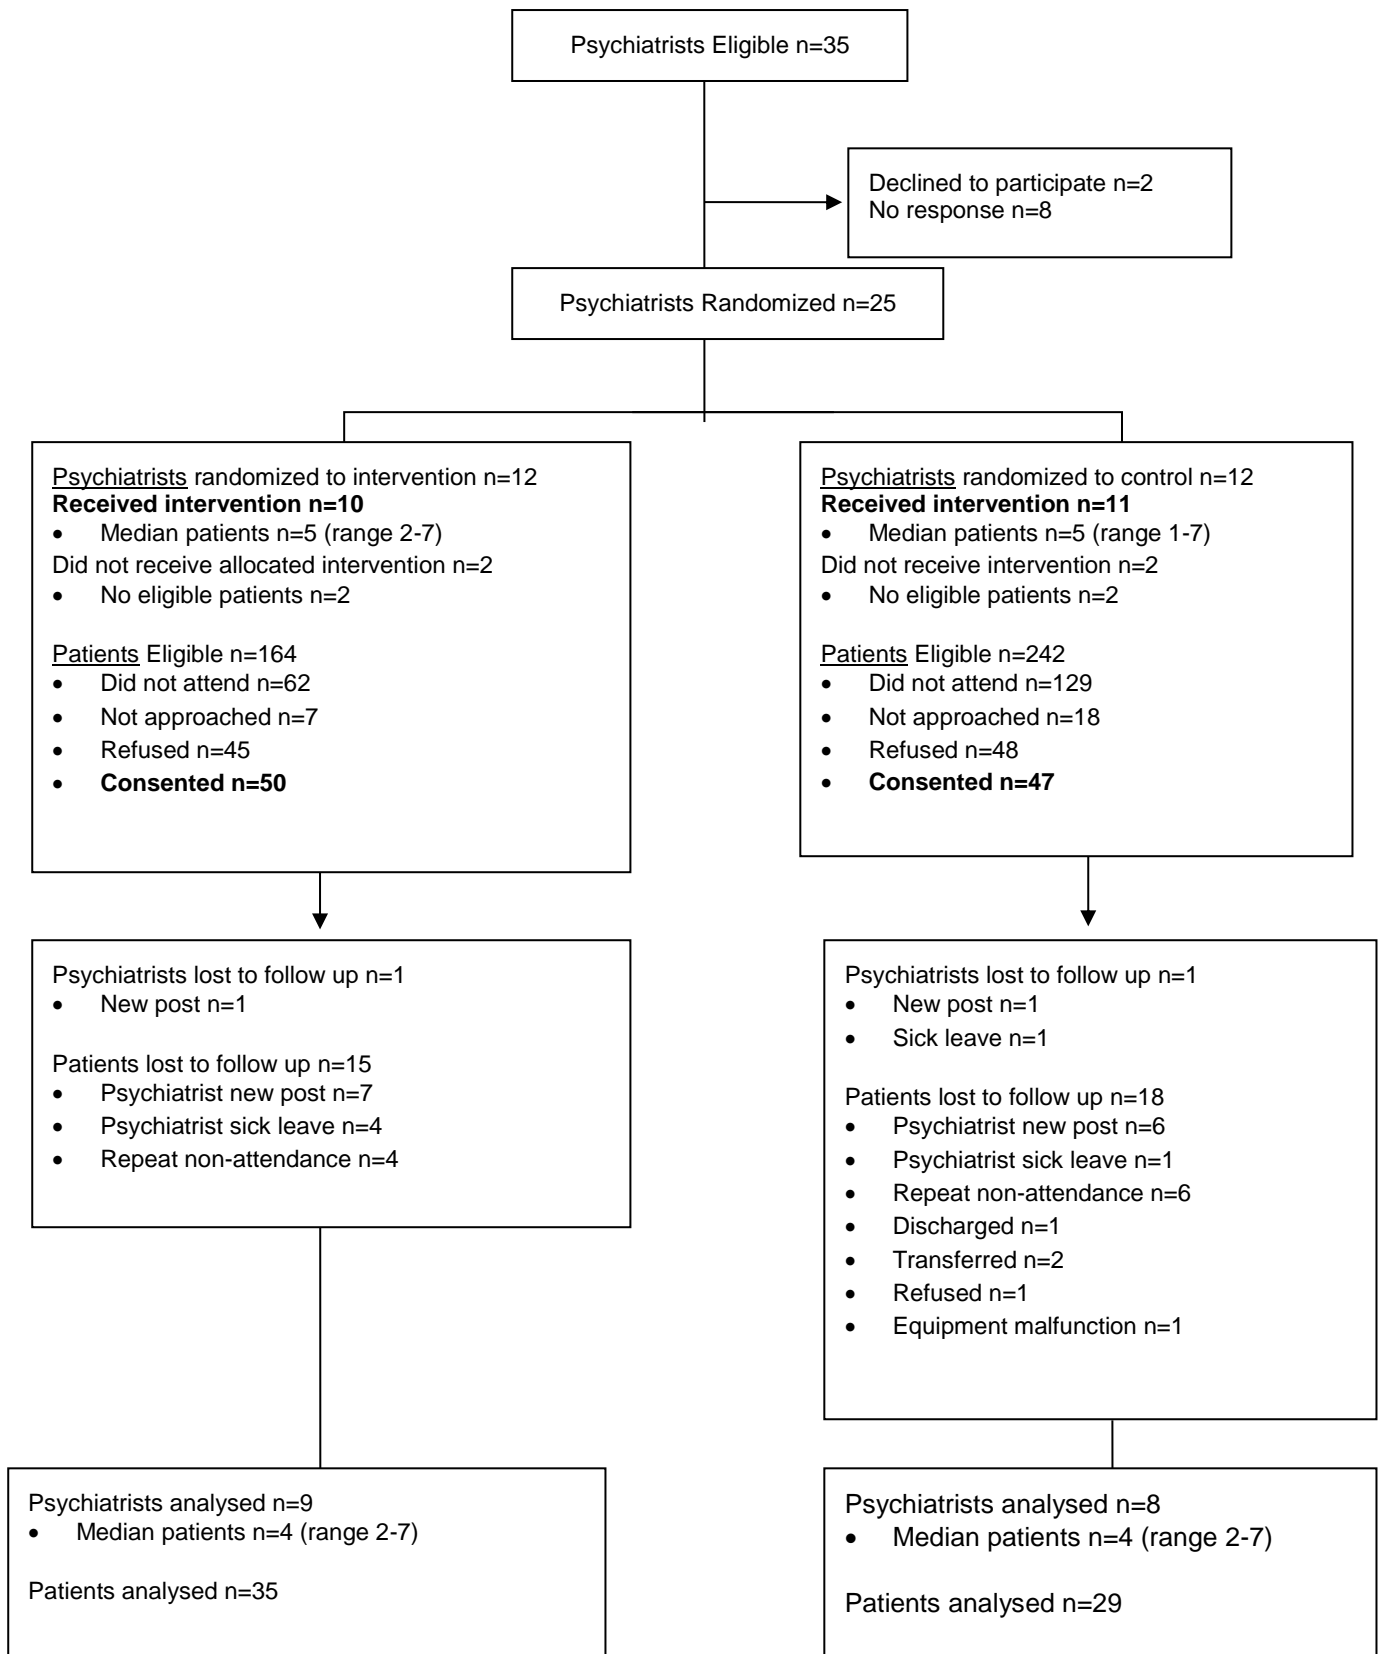 Psychiatrists Eligible n=35
Declined to participate n=2
No response n=8
Psychiatrists Randomized n=25
Psychiatrists randomized to intervention n=12
Received intervention n=10
• Median patients n=5 (range 2-7)
Did not receive allocated intervention n=2
• No eligible patients n=2
Patients Eligible n=164
• Did not attend n=62
• Not approached n=7
• Refused n=45
• Consented n=50
Psychiatrists randomized to control n=12
Received intervention n=11
• Median patients n=5 (range 1-7)
Did not receive intervention n=2
• No eligible patients n=2
Patients Eligible n=242
• Did not attend n=129
• Not approached n=18
• Refused n=48
• Consented n=47
Psychiatrists lost to follow up n=1
• New post n=1
Patients lost to follow up n=15
• Psychiatrist new post n=7
• Psychiatrist sick leave n=4
• Repeat non-attendance n=4
Psychiatrists lost to follow up n=1
• New post n=1
• Sick leave n=1
Patients lost to follow up n=18
• Psychiatrist new post n=6
• Psychiatrist sick leave n=1
• Repeat non-attendance n=6
• Discharged n=1
• Transferred n=2
• Refused n=1
• Equipment malfunction n=1
Psychiatrists analysed n=9
• Median patients n=4 (range 2-7)
Patients analysed n=35
Psychiatrists analysed n=8
• Median patients n=4 (range 2-7)
Patients analysed n=29